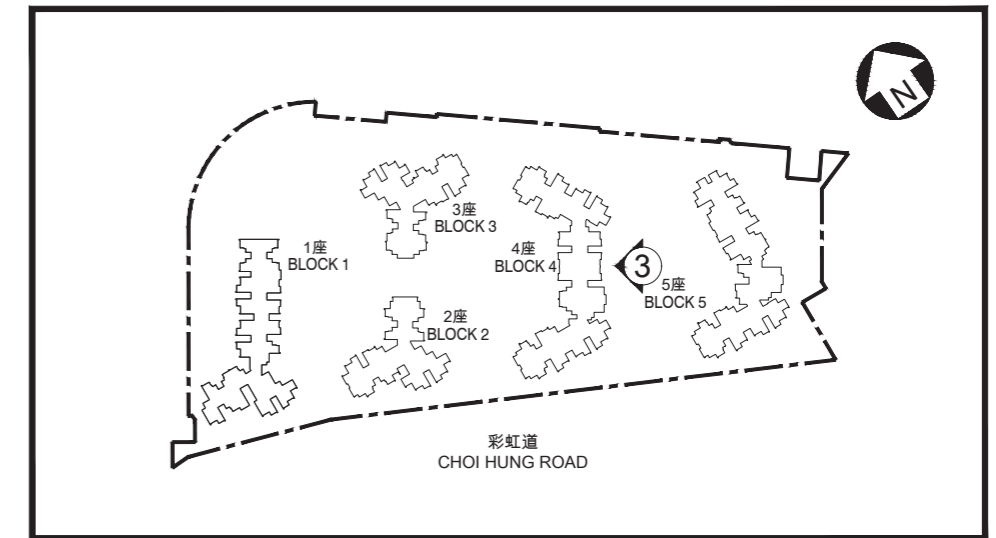 N
3座
BLOCK 3
1座
BLOCK 1
4座
BLOCK 4
3
5座
BLOCK 5
2座
BLOCK 2
彩虹道
CHOI HUNG ROAD